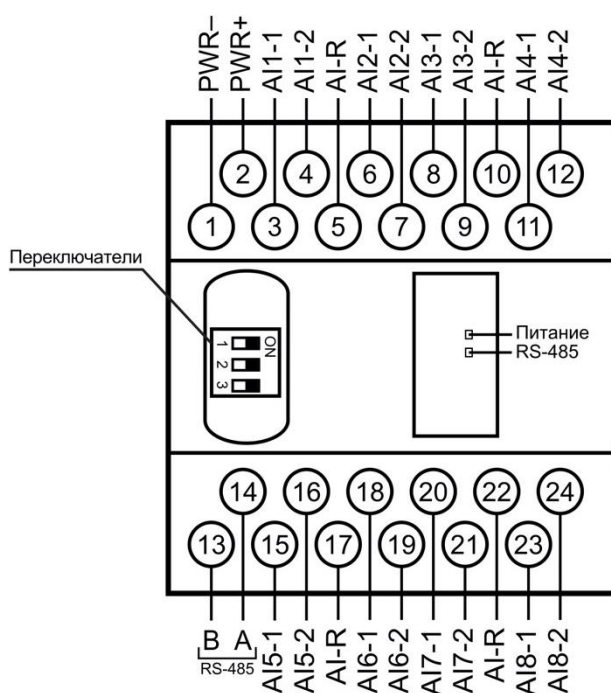 PWR–
PWR+
AI1-1
AI1-2
AI-R
AI2-1
AI2-2
AI3-1
AI3-2
AI-R
AI4-1
AI4-2
2
4
6
8
10
12
1
3
5
7
9
11
Переключатели
1
2
3
ON
Питание
RS-485
14
16
18
20
22
24
13
15
17
19
21
23
B
A
RS-485
AI5-1
AI5-2
AI-R
AI6-1
AI6-2
AI7-1
AI7-2
AI-R
AI8-1
AI8-2